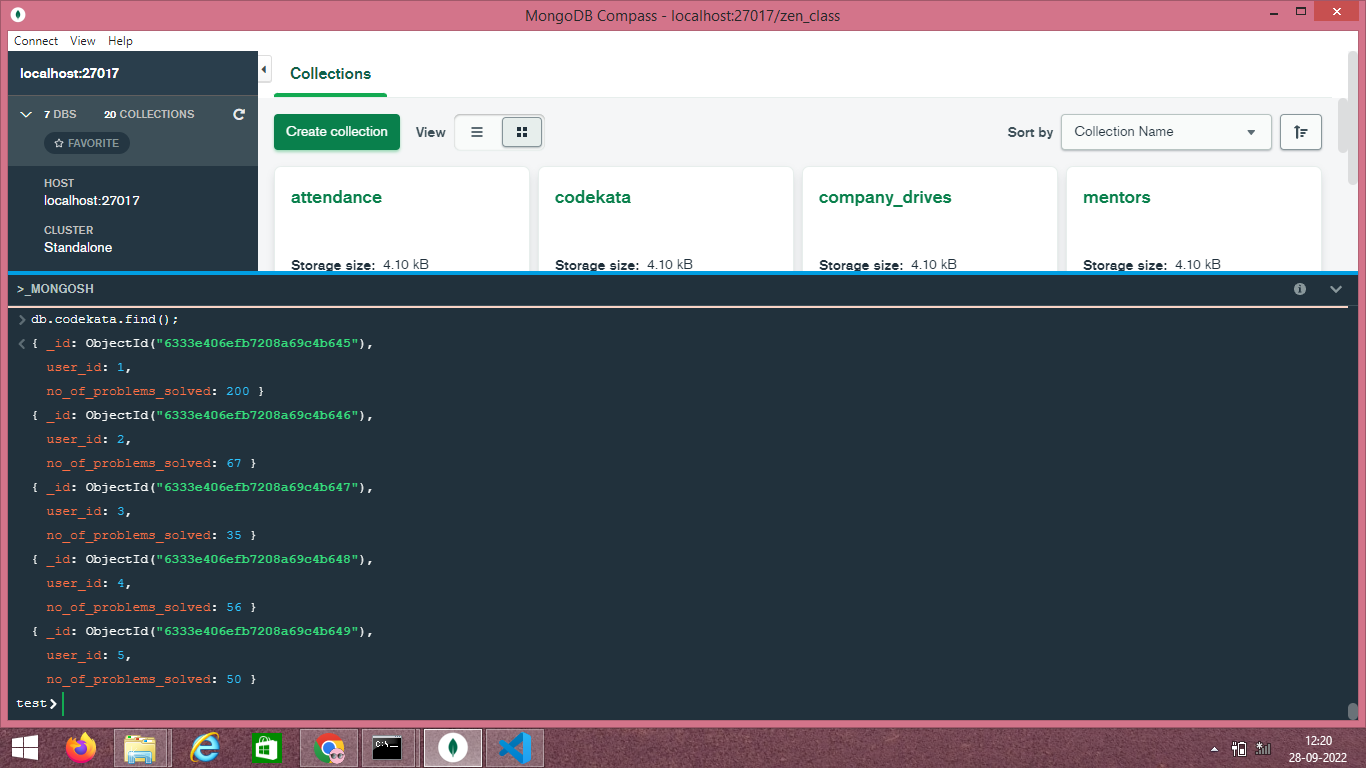 MongoDB Compass - localhost:27017/zen_class
Connect View Help
localhost:27017
7 DBS 20 COLLECTIONS
FAVORITE
HOST
localhost:27017
CLUSTER
Standalone
Collections
Create collection View Sort by Collection Name
attendance codekata company_drives mentors
Storage size: 4.10 kB Storage size: 4.10 kB Storage size: 4.10 kB Storage size: 4.10 kB
>_MONGOSH
> db.codekata.find();
< { _id: ObjectId("6333e406efb7208a69c4b645"),
user_id: 1,
no_of_problems_solved: 200 }
{ _id: ObjectId("6333e406efb7208a69c4b646"),
user_id: 2,
no_of_problems_solved: 67 }
{ _id: ObjectId("6333e406efb7208a69c4b647"),
user_id: 3,
no_of_problems_solved: 35 }
{ _id: ObjectId("6333e406efb7208a69c4b648"),
user_id: 4,
no_of_problems_solved: 56 }
{ _id: ObjectId("6333e406efb7208a69c4b649"),
user_id: 5,
no_of_problems_solved: 50 }
test>
12:20
28-09-2022